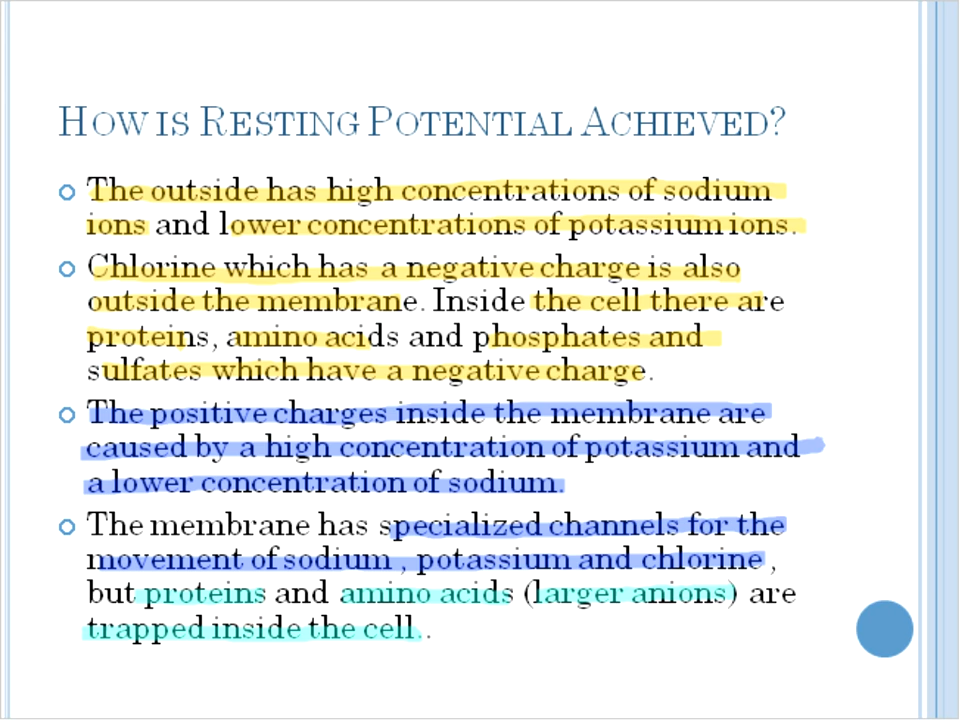 HOW IS RESTING POTENTIAL ACHIEVED?
The outside has high concentrations of sodium
ions and lower concentrations of potassium ions.
Chlorine which has a negative charge is also
outside the membrane. Inside the cell there are
proteins, amino acids and phosphates and
sulfates which have a negative charge.
The positive charges inside the membrane are
caused by a high concentration of potassium and
a lower concentration of sodium.
The membrane has specialized channels for the
movement of sodium , potassium and chlorine ,
but proteins and amino acids (larger anions) are
trapped inside the cell. .